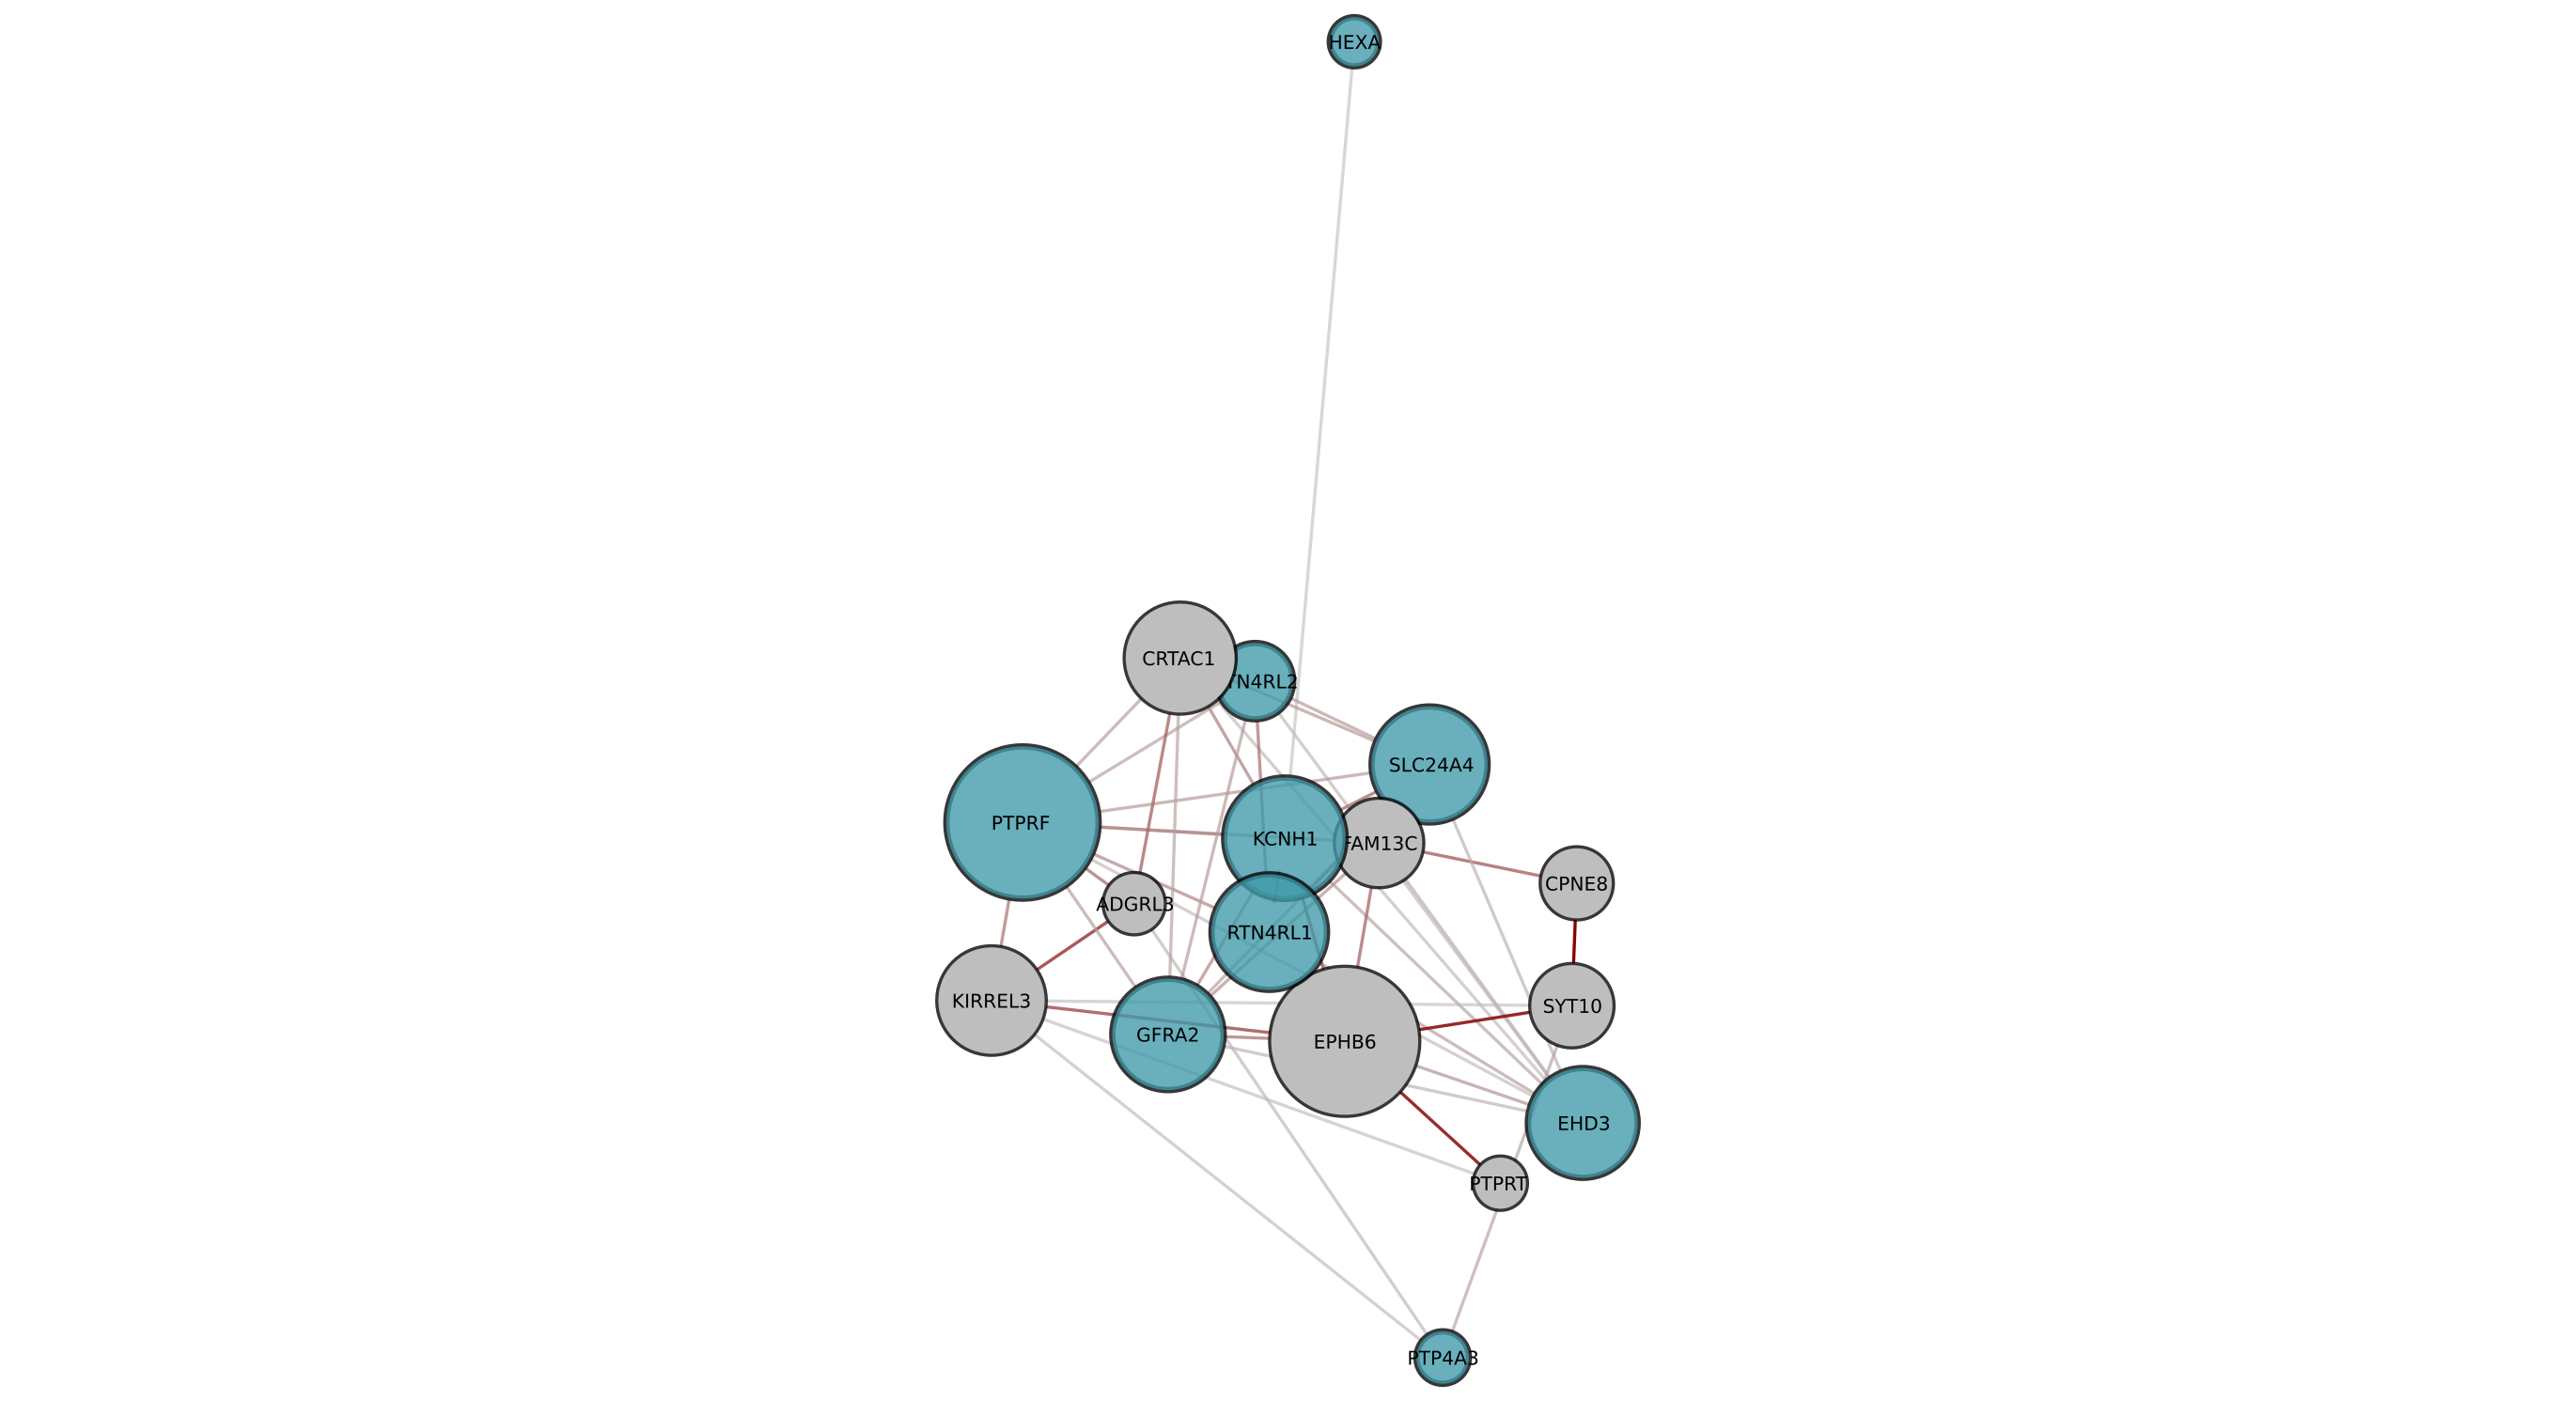 HEXA
CRTAC1
TN4RL2
SLC24A4
PTPRF
KCNH1
FAM13C
CPNE8
ADGRL3
RTN4RL1
KIRREL3
SYT10
GFRA2
EPHB6
EHD3
PTPRT
PTP4A3